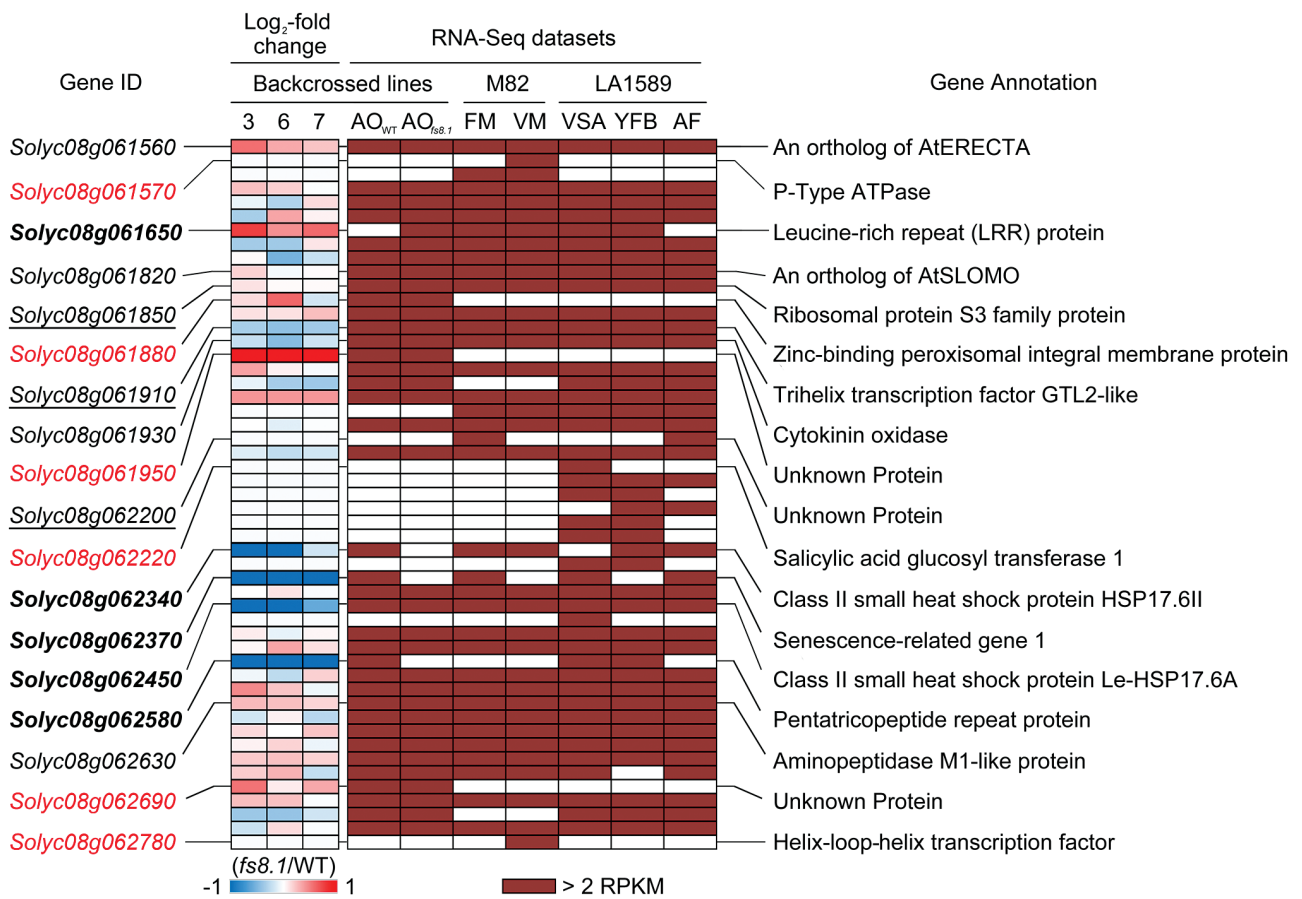 Log2-fold change
RNA-Seq datasets
Gene ID
Backcrossed lines
M82
LA1589
Gene Annotation
3 6 7 AOWT AOfs8.1 FM VM VSA YFB AF
Solyc08g061560 An ortholog of AtERECTA
Solyc08g061570 P-Type ATPase
Solyc08g061650 Leucine-rich repeat (LRR) protein
Solyc08g061820 An ortholog of AtSLOMO
Solyc08g061850 Ribosomal protein S3 family protein
Solyc08g061880 Zinc-binding peroxisomal integral membrane protein
Solyc08g061910 Trihelix transcription factor GTL2-like
Solyc08g061930 Cytokinin oxidase
Solyc08g061950 Unknown Protein
Solyc08g062200 Unknown Protein
Solyc08g062220 Salicylic acid glucosyl transferase 1
Solyc08g062340 Class II small heat shock protein HSP17.6II
Solyc08g062370 Senescence-related gene 1
Solyc08g062450 Class II small heat shock protein Le-HSP17.6A
Solyc08g062580 Pentatricopeptide repeat protein
Solyc08g062630 Aminopeptidase M1-like protein
Solyc08g062690 Unknown Protein
Solyc08g062780 Helix-loop-helix transcription factor
(fs8.1/WT)
-1 1 > 2 RPKM